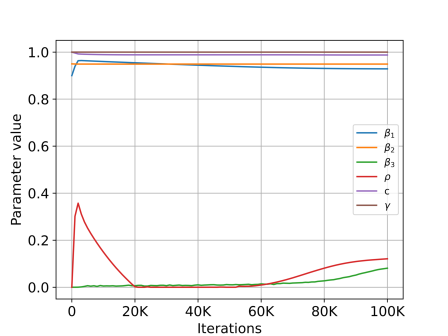 1.0
0.8
0.6
0.4
0.2
0.0
Parameter value
β₁
β₂
β₃
ρ
c
γ
0 20K 40K 60K 80K 100K
Iterations